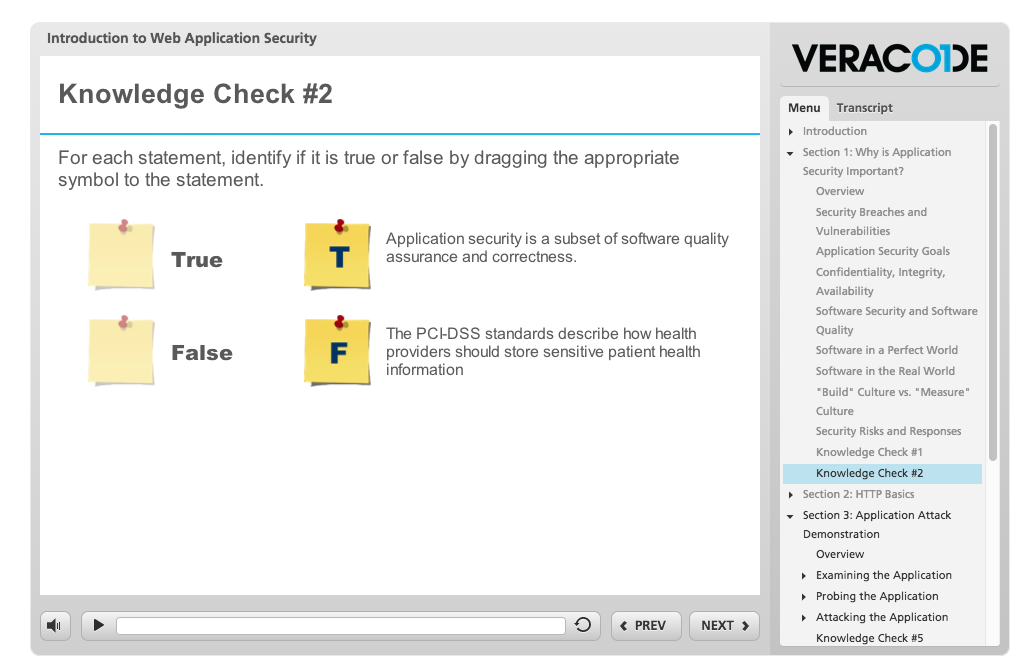 Introduction to Web Application Security
Knowledge Check #2
For each statement, identify if it is true or false by dragging the appropriate
symbol to the statement.
True
T
Application security is a subset of software quality
assurance and correctness.
False
F
The PCI-DSS standards describe how health
providers should store sensitive patient health
information
PREV
NEXT
VERACODE
Menu
Transcript
Introduction
Section 1: Why is Application
Security Important?
Overview
Security Breaches and
Vulnerabilities
Application Security Goals
Confidentiality, Integrity,
Availability
Software Security and Software
Quality
Software in a Perfect World
Software in the Real World
"Build" Culture vs. "Measure"
Culture
Security Risks and Responses
Knowledge Check #1
Knowledge Check #2
Section 2: HTTP Basics
Section 3: Application Attack
Demonstration
Overview
Examining the Application
Probing the Application
Attacking the Application
Knowledge Check #5